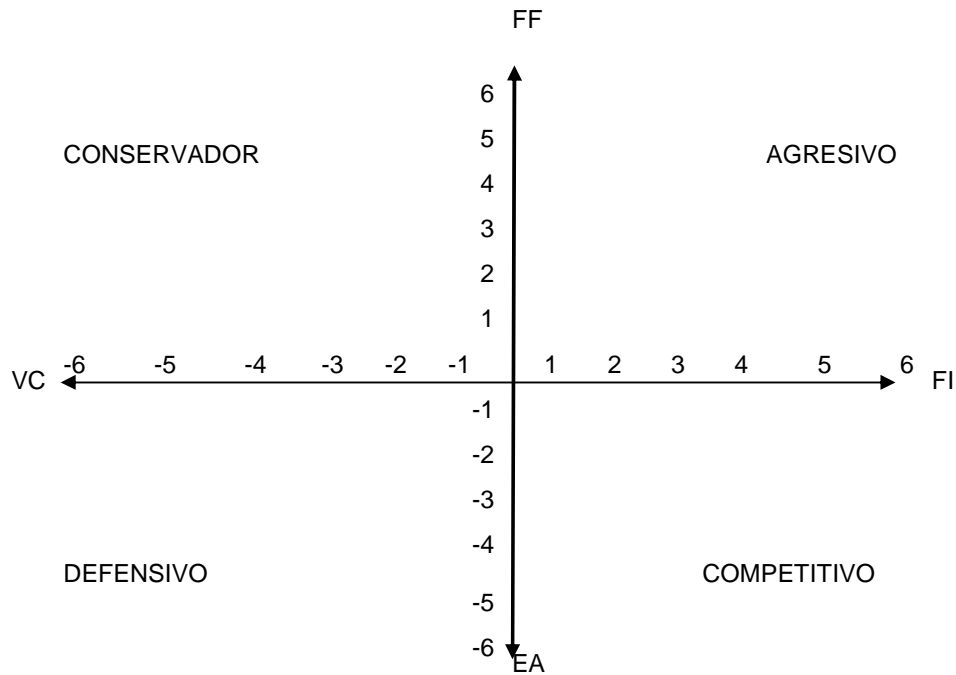 FF
6
5
CONSERVADOR AGRESIVO
4
3
2
1
-6 -5 -4 -3 -2 -1 1 2 3 4 5 6
VC FI
-1
-2
-3
-4
DEFENSIVO COMPETITIVO
-5
-6
EA